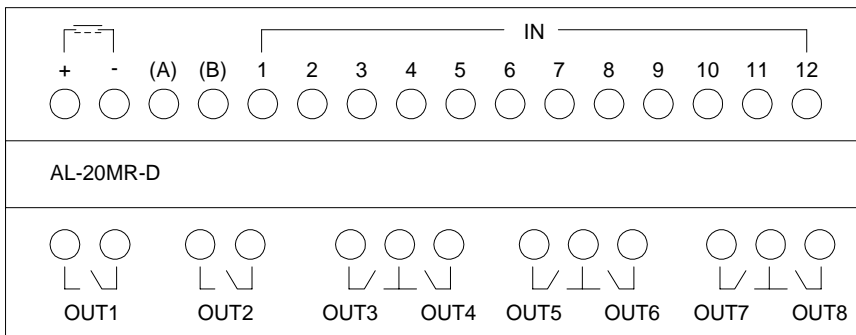 IN
+ - (A) (B) 1 2 3 4 5 6 7 8 9 10 11 12
AL-20MR-D
OUT1 OUT2 OUT3 OUT4 OUT5 OUT6 OUT7 OUT8